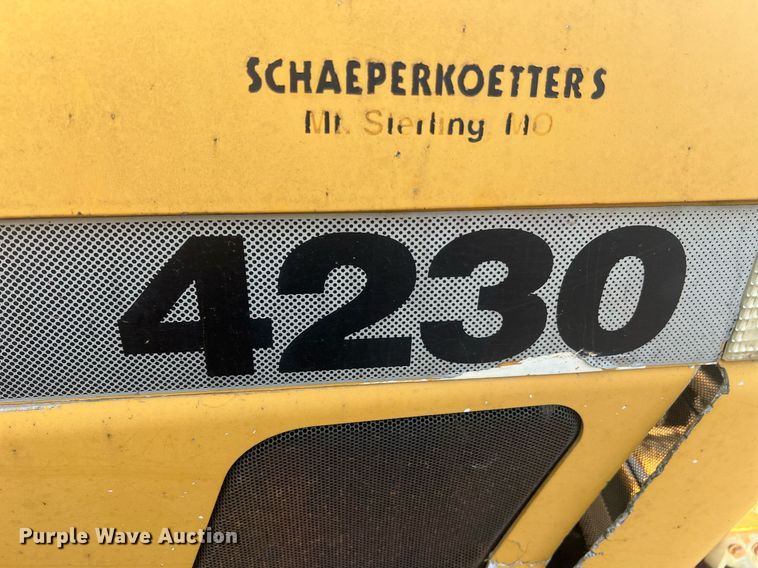 SCHAEPERKOETTERS
Mt. Sterling, MO
4230
Purple Wave Auction